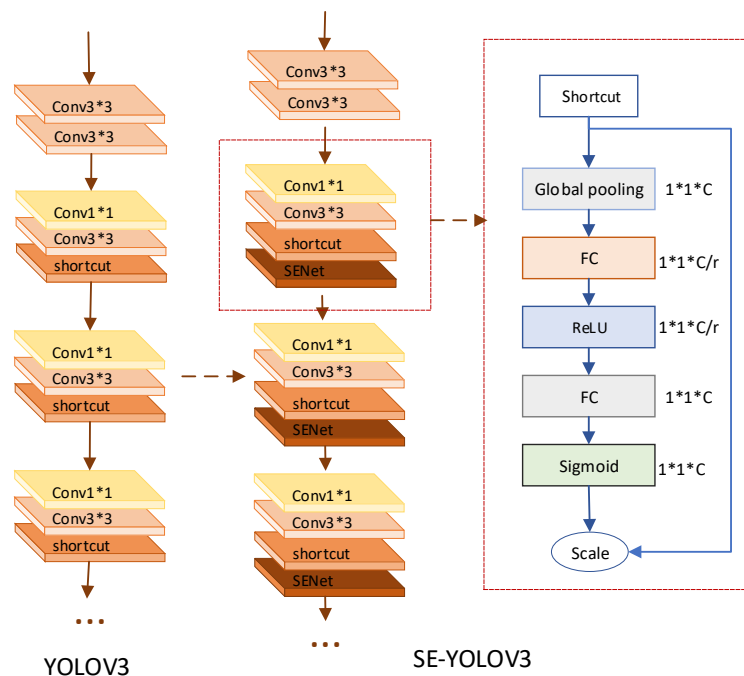 Conv3*3
Conv3*3
Conv1*1
Conv3*3
shortcut
Conv1*1
Conv3*3
shortcut
Conv1*1
Conv3*3
shortcut
...
YOLOV3
Conv3*3
Conv3*3
Conv1*1
Conv3*3
shortcut
SENet
Conv1*1
Conv3*3
shortcut
SENet
Conv1*1
Conv3*3
shortcut
SENet
...
SE-YOLOV3
Shortcut
Global pooling 1*1*C
FC 1*1*C/r
ReLU 1*1*C/r
FC 1*1*C
Sigmoid 1*1*C
Scale